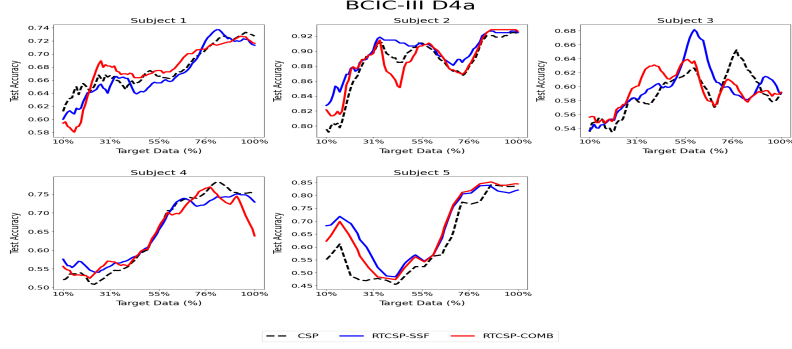 BCIC-III D4a
Subject 1
Subject 2
Subject 3
Test Accuracy
0.74
0.72
0.70
0.68
0.66
0.64
0.62
0.60
0.58
10% 31% 55% 76% 100%
Target Data (%)
Test Accuracy
0.92
0.90
0.88
0.86
0.84
0.82
0.80
10% 31% 55% 76% 100%
Target Data (%)
Test Accuracy
0.68
0.66
0.64
0.62
0.60
0.58
0.56
0.54
10% 31% 55% 76% 100%
Target Data (%)
Subject 4
Subject 5
Test Accuracy
0.75
0.70
0.65
0.60
0.55
0.50
10% 31% 55% 76% 100%
Target Data (%)
Test Accuracy
0.85
0.80
0.75
0.70
0.65
0.60
0.55
0.50
0.45
10% 31% 55% 76% 100%
Target Data (%)
CSP RTCSP-SSF RTCSP-COMB